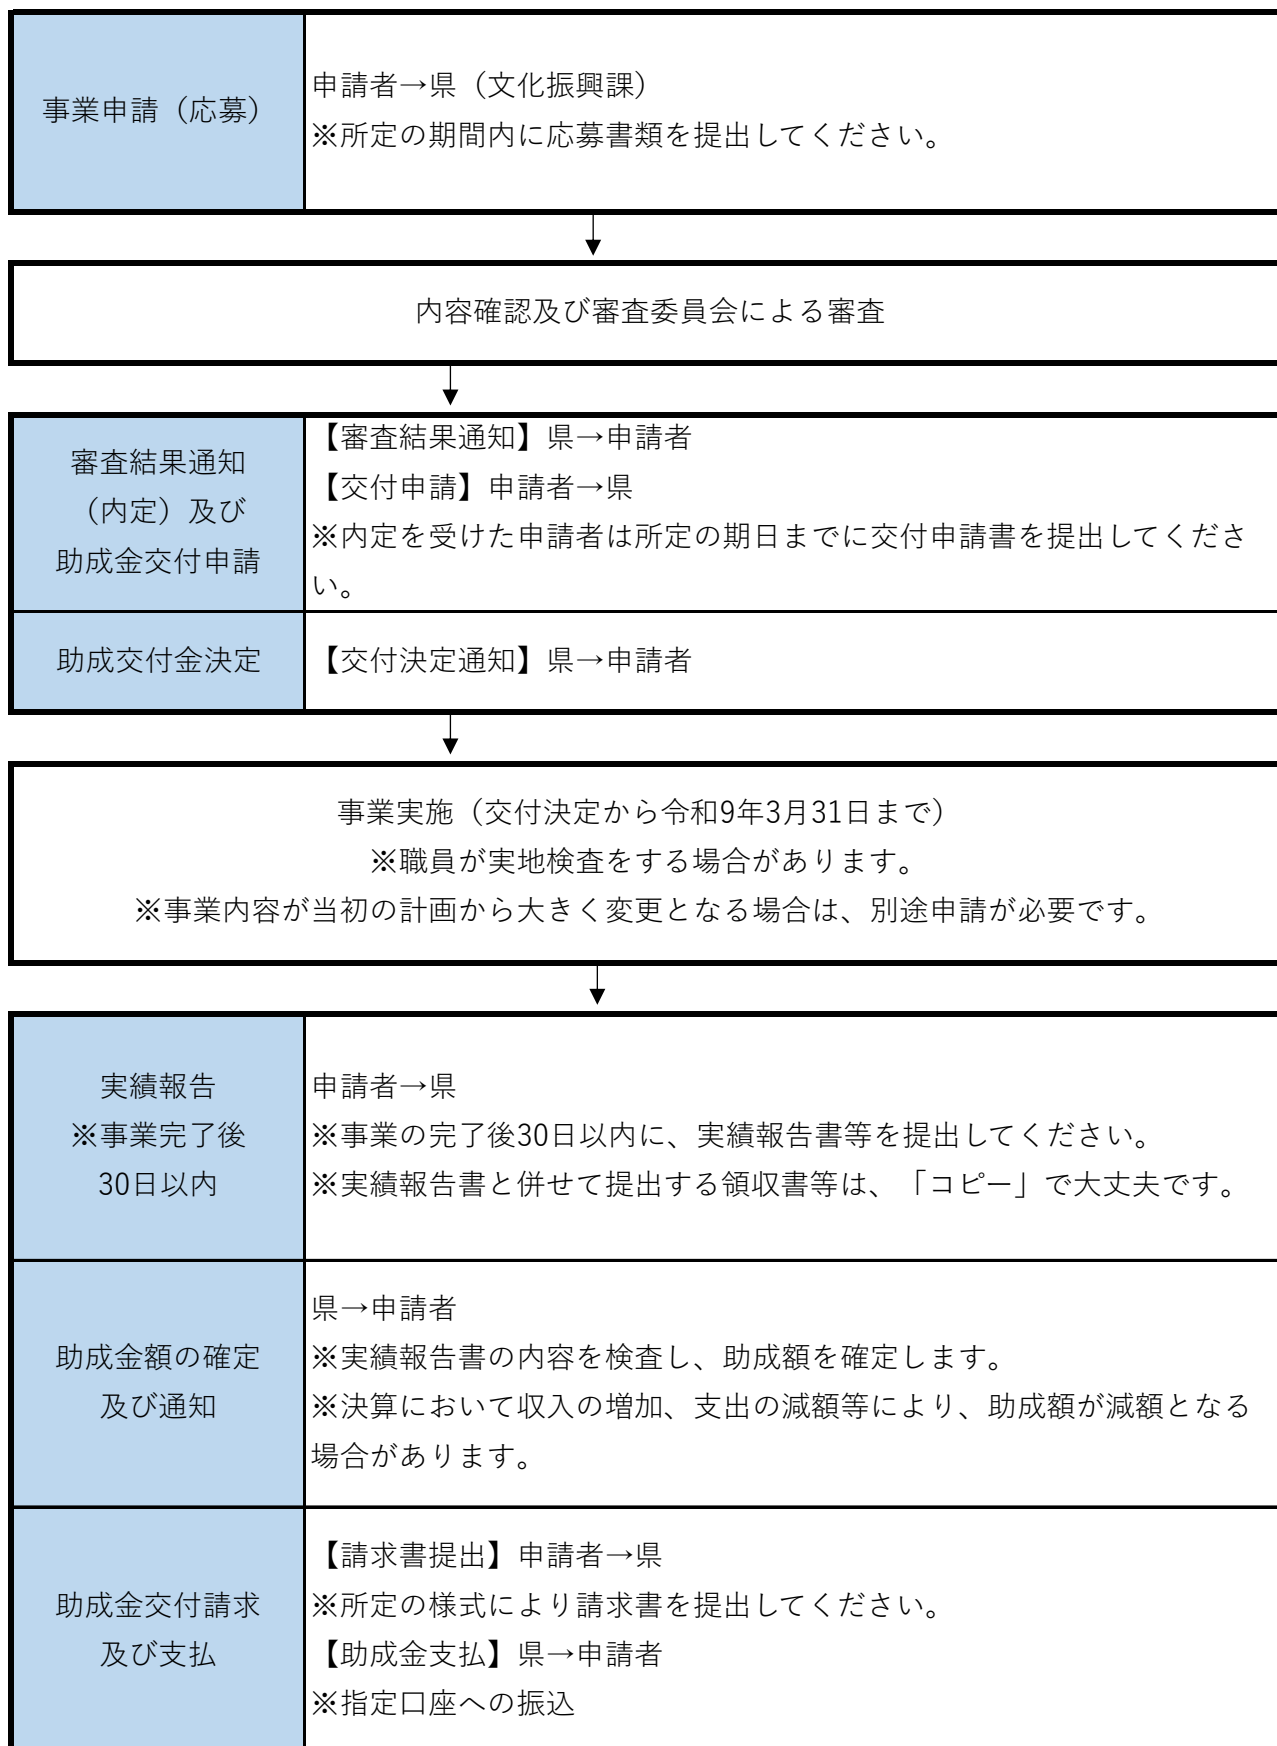 事業申請（応募）
申請者→県（文化振興課）
※所定の期間内に応募書類を提出してください。
内容確認及び審査委員会による審査
審査結果通知
（内定）及び
助成金交付申請
【審査結果通知】県→申請者
【交付申請】申請者→県
※内定を受けた申請者は所定の期日までに交付申請書を提出してくださ
い。
助成交付金決定
【交付決定通知】県→申請者
事業実施（交付決定から令和9年3月31日まで）
※職員が実地検査をする場合があります。
※事業内容が当初の計画から大きく変更となる場合は、別途申請が必要です。
実績報告
※事業完了後
30日以内
申請者→県
※事業の完了後30日以内に、実績報告書等を提出してください。
※実績報告書と併せて提出する領収書等は、「コピー」で大丈夫です。
助成金額の確定
及び通知
県→申請者
※実績報告書の内容を検査し、助成額を確定します。
※決算において収入の増加、支出の減額等により、助成額が減額となる
場合があります。
助成金交付請求
及び支払
【請求書提出】申請者→県
※所定の様式により請求書を提出してください。
【助成金支払】県→申請者
※指定口座への振込